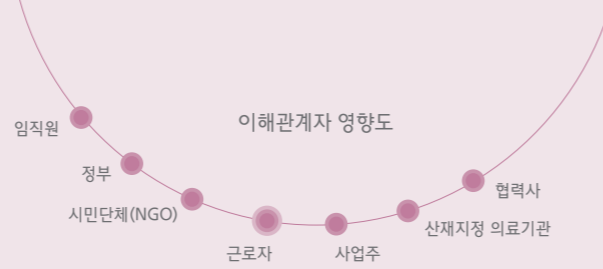 이해관계자 영향도
임직원
정부
시민단체(NGO)
근로자
사업주
산재지정 의료기관
협력사